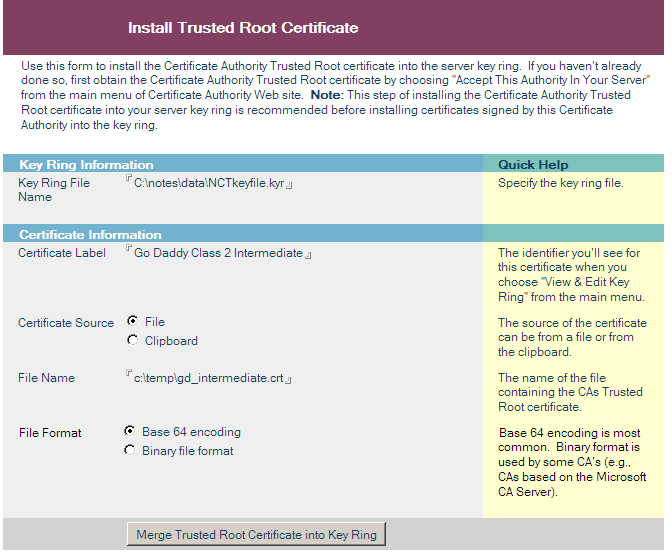 Install Trusted Root Certificate
Use this form to install the Certificate Authority Trusted Root certificate into the server key ring.  If you haven't already
done so, first obtain the Certificate Authority Trusted Root certificate by choosing "Accept This Authority In Your Server"
from the main menu of Certificate Authority Web site.  Note: This step of installing the Certificate Authority Trusted
Root certificate into your server key ring is recommended before installing certificates signed by this Certificate
Authority into the key ring.
Key Ring Information
Quick Help
Key Ring File
Name
C:\notes\data\NCTkeyfile.kyr
Specify the key ring file.
Certificate Information
Certificate Label
Go Daddy Class 2 Intermediate
The identifier you'll see for
this certificate when you
choose "View & Edit Key
Ring" from the main menu.
Certificate Source
File
Clipboard
The source of the certificate
can be from a file or from
the clipboard.
File Name
c:\temp\gd_intermediate.crt
The name of the file
containing the CAs Trusted
Root certificate.
File Format
Base 64 encoding
Binary file format
Base 64 encoding is most
common.  Binary format is
used by some CA's (e.g.,
CAs based on the Microsoft
CA Server).
Merge Trusted Root Certificate into Key Ring